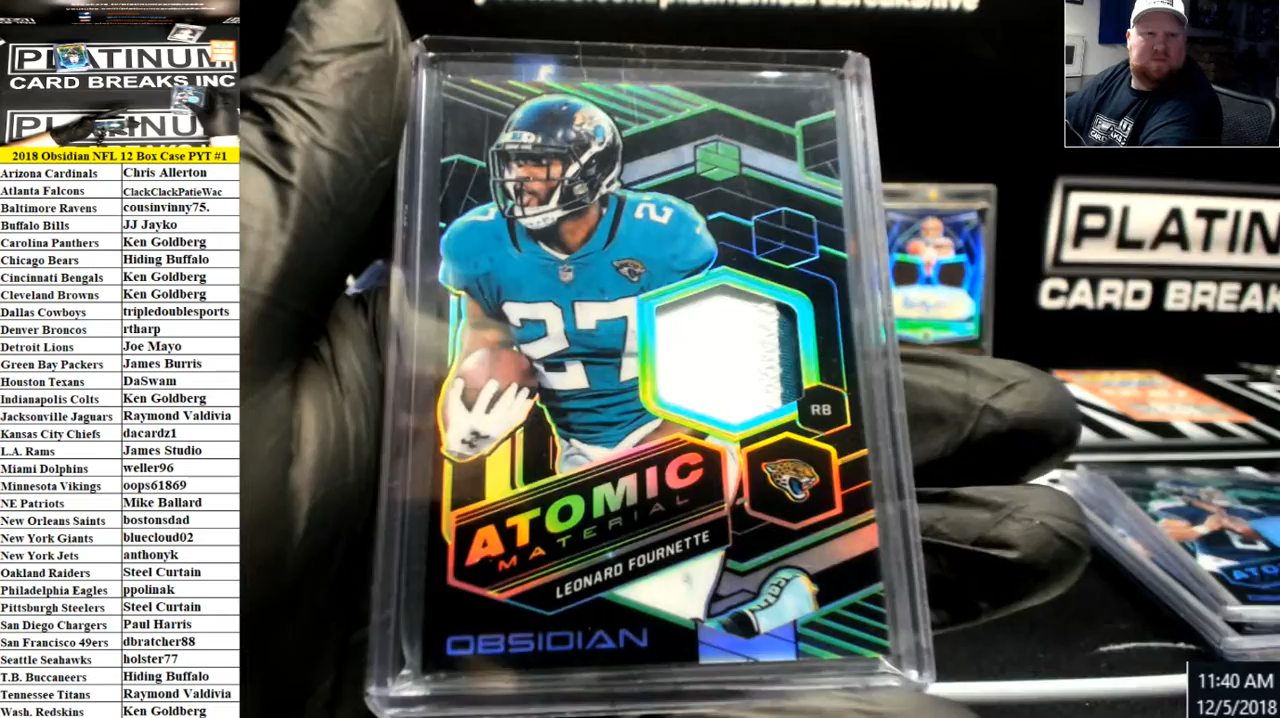 PLATINUM
CARD BREAKS INC
PLATINU
2018 Obsidian NFL 12 Box Case PYT #1
Arizona Cardinals Chris Allerton
Atlanta Falcons ClackClackPatieWac
Baltimore Ravens cousinvinny75.
Buffalo Bills JJ Jayko
Carolina Panthers Ken Goldberg
Chicago Bears Hiding Buffalo
Cincinnati Bengals Ken Goldberg
Cleveland Browns Ken Goldberg
Dallas Cowboys tripledoublesports
Denver Broncos rtharp
Detroit Lions Joe Mayo
Green Bay Packers James Burris
Houston Texans DaSwam
Indianapolis Colts Ken Goldberg
Jacksonville Jaguars Raymond Valdivia
Kansas City Chiefs dacardz1
L.A. Rams James Studio
Miami Dolphins weller96
Minnesota Vikings oops61869
NE Patriots Mike Ballard
New Orleans Saints bostonsdad
New York Giants bluecloud02
New York Jets anthonyk
Oakland Raiders Steel Curtain
Philadelphia Eagles ppolinak
Pittsburgh Steelers Steel Curtain
San Diego Chargers Paul Harris
San Francisco 49ers dbratcher88
Seattle Seahawks holster77
T.B. Buccaneers Hiding Buffalo
Tennessee Titans Raymond Valdivia
Wash. Redskins Ken Goldberg
27
27
RB
ATOMIC
MATERIAL
LEONARD FOURNETTE
OBSIDIAN
PLATIN
CARD BREA
ATO
11:40 AM
12/5/2018